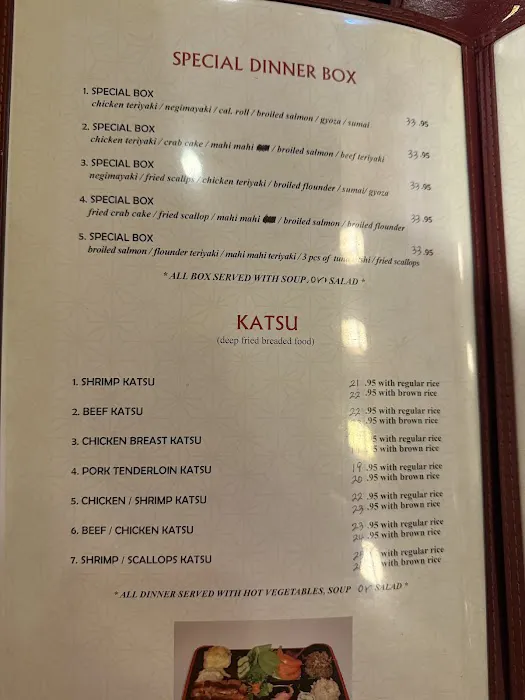 SPECIAL DINNER BOX
1. SPECIAL BOX
chicken teriyaki / negimayaki / cal. roll / broiled salmon / gyoza / sumai 33.95
2. SPECIAL BOX
chicken teriyaki / crab cake / mahi mahi / broiled salmon / beef teriyaki 33.95
3. SPECIAL BOX
negimayaki / fried scallps / chicken teriyaki / broiled flounder / sumai/ gyoza 33.95
4. SPECIAL BOX
fried crab cake / fried scallop / mahi mahi / broiled salmon / broiled flounder 33.95
5. SPECIAL BOX 33.95
broiled salmon / flounder teriyaki / mahi mahi teriyaki / 3 pcs of / fried scallops
* ALL BOX SERVED WITH SOUP, Or SALAD *
KATSU
(deep fried breaded food)
1. SHRIMP KATSU 21 .95 with regular rice
22 .95 with brown rice
2. BEEF KATSU 22 .95 with regular rice
.95 with brown rice
3. CHICKEN BREAST KATSU 5 with regular rice
5 with brown rice
4. PORK TENDERLOIN KATSU 19 .95 with regular rice
20 .95 with brown rice
5. CHICKEN / SHRIMP KATSU 22 .95 with regular rice
23 .95 with brown rice
6. BEEF / CHICKEN KATSU 23 .95 with regular rice
24 .95 with brown rice
7. SHRIMP / SCALLOPS KATSU with regular rice
with brown rice
* ALL DINNER SERVED WITH HOT VEGETABLES, SOUP Or SALAD *